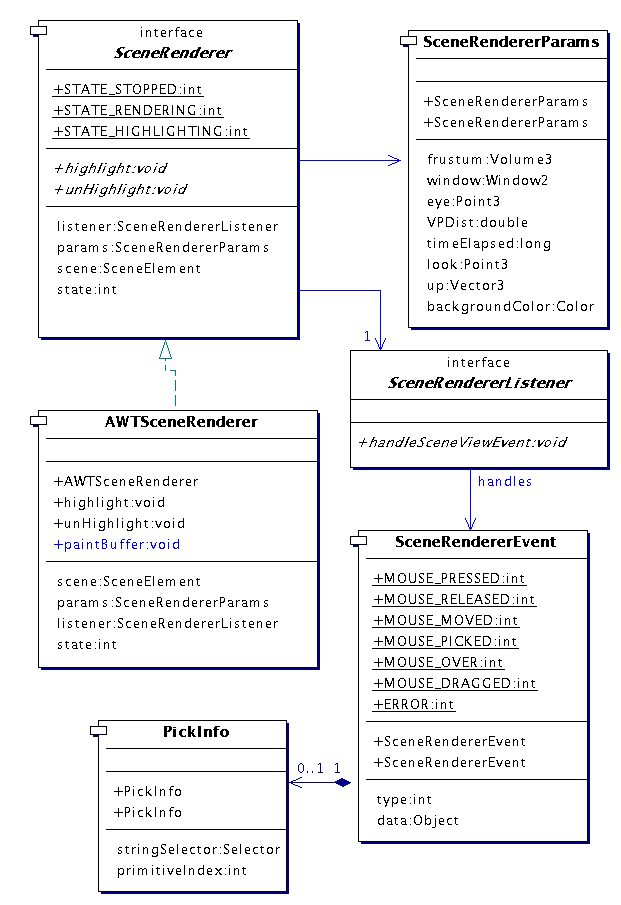 interface
SceneRenderer
+STATE_STOPPED:int
+STATE_RENDERING:int
+STATE_HIGHLIGHTING:int
+highlight:void
+unHighlight:void
listener:SceneRendererListener
params:SceneRendererParams
scene:SceneElement
state:int
SceneRendererParams
+SceneRendererParams
+SceneRendererParams
frustum:Volume3
window:Window2
eye:Point3
VPDist:double
timeElapsed:long
look:Point3
up:Vector3
backgroundColor:Color
1
interface
SceneRendererListener
+handleSceneViewEvent:void
handles
AWTSceneRenderer
+AWTSceneRenderer
+highlight:void
+unHighlight:void
+paintBuffer:void
scene:SceneElement
params:SceneRendererParams
listener:SceneRendererListener
state:int
SceneRendererEvent
+MOUSE_PRESSED:int
+MOUSE_RELEASED:int
+MOUSE_MOVED:int
+MOUSE_PICKED:int
+MOUSE_OVER:int
+MOUSE_DRAGGED:int
+ERROR:int
+SceneRendererEvent
+SceneRendererEvent
type:int
data:Object
0..1 1
PickInfo
+PickInfo
+PickInfo
stringSelector:Selector
primitiveIndex:int